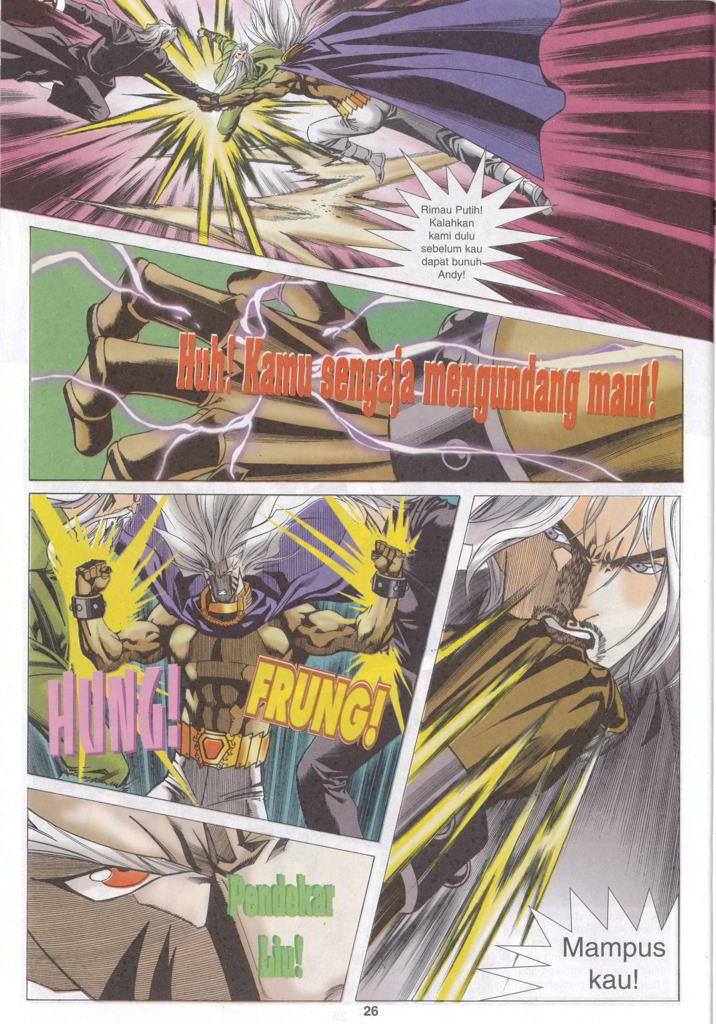 Rimau Putih!
Kalahkan
kami dulu
sebelum kau
dapat bunuh
Andy!
Huh! Kamu sengaja mengundang maut!
HUNG!
FRUNG!
Pendekar
Liu!
Mampus
kau!
26